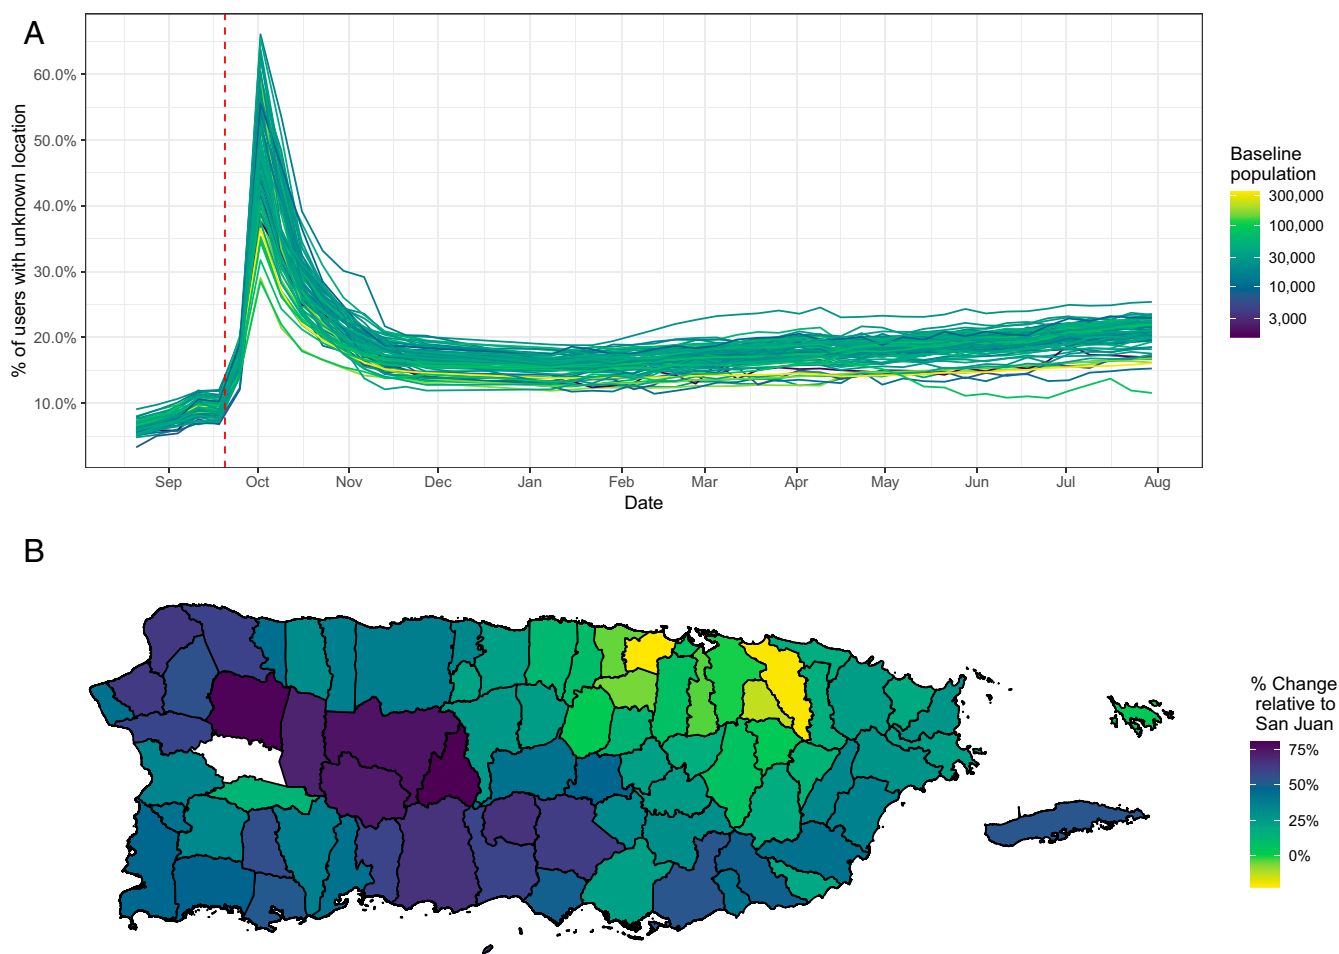 A
% of users with unknown location
60.0%
50.0%
40.0%
30.0%
20.0%
10.0%
Sep
Oct
Nov
Dec
Jan
Feb
Mar
Apr
May
Jun
Jul
Aug
Date
Baseline
population
300,000
100,000
30,000
10,000
3,000
B
% Change
relative to
San Juan
75%
50%
25%
0%